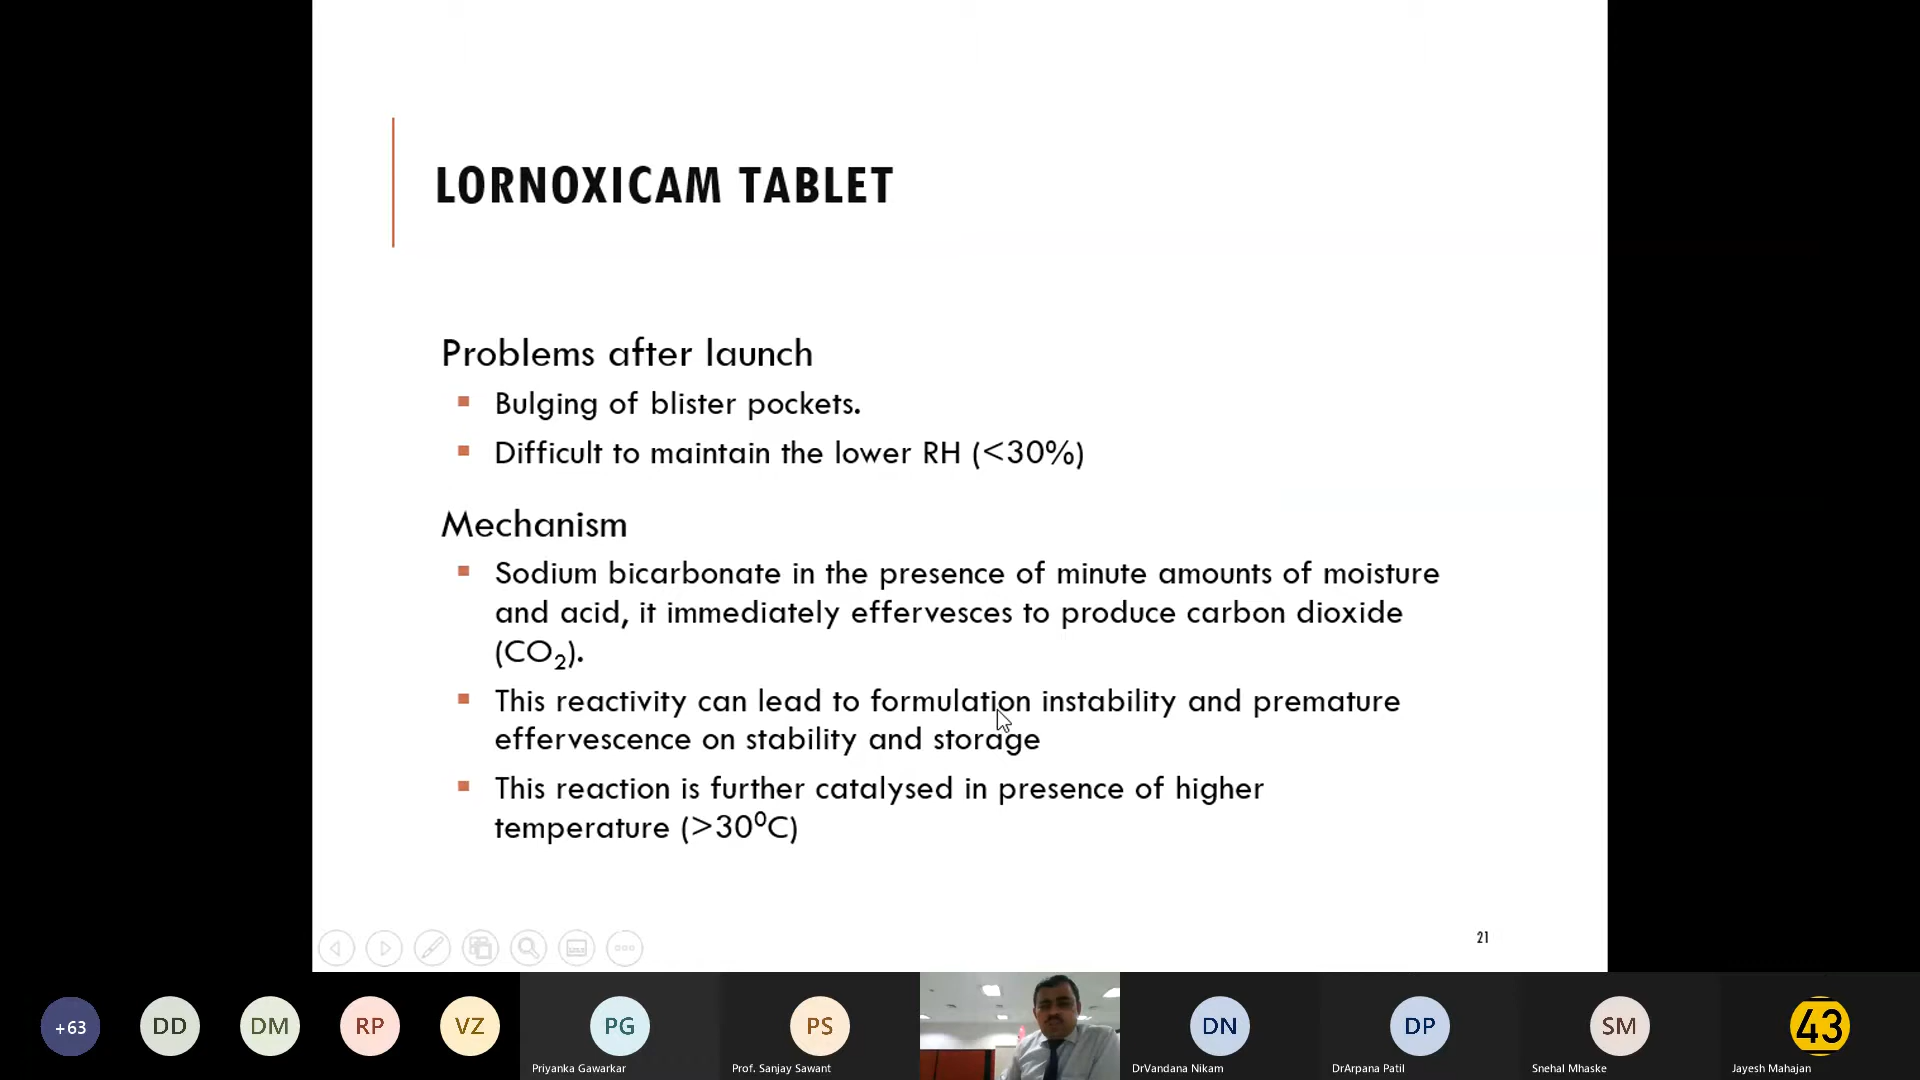 LORNOXICAM TABLET
Problems after launch
Bulging of blister pockets.
Difficult to maintain the lower RH (<30%)
Mechanism
Sodium bicarbonate in the presence of minute amounts of moisture
and acid, it immediately effervesces to produce carbon dioxide
(CO₂).
This reactivity can lead to formulation instability and premature
effervescence on stability and storage
This reaction is further catalysed in presence of higher
temperature (>30⁰C)
21
+63
DD
DM
RP
VZ
PG
PS
DN
DP
SM
43
Priyanka Gawarkar
Prof. Sanjay Sawant
DrVandana Nikam
DrArpana Patil
Snehal Mhaske
Jayesh Mahajan